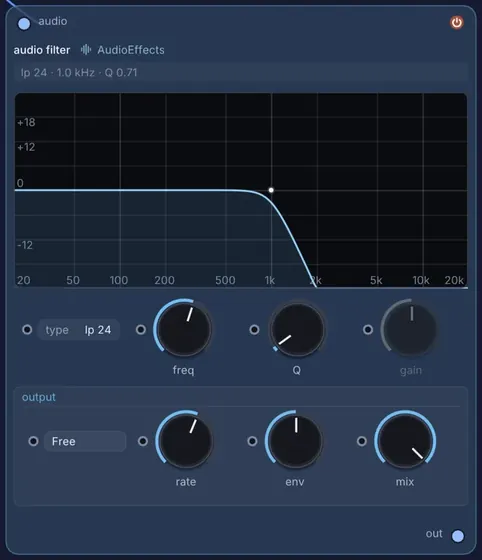 audio
audio filter AudioEffects
lp 24 · 1.0 kHz · Q 0.71
+18
+12
0
-12
20 50 100 200 500 1k 2k 5k 10k 20k
type lp 24
freq Q gain
output
Free
rate env mix
out